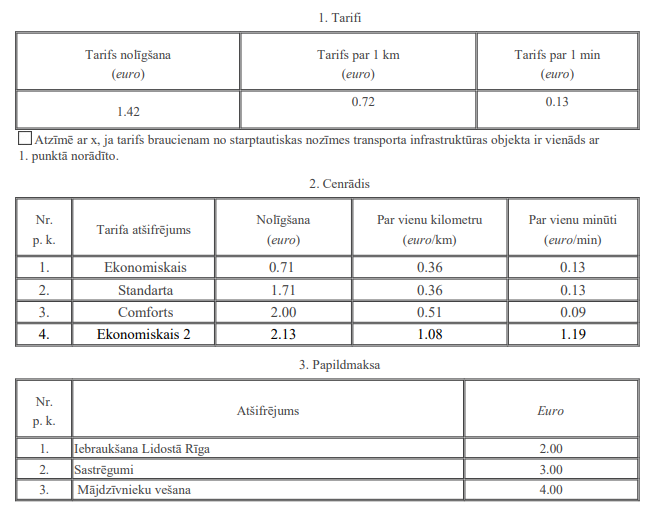 1. Tarifi
Tarifs nolīgšana Tarifs par 1 km Tarifs par 1 min
(euro) (euro) (euro)
1.42 0.72 0.13
Atzīmē ar x, ja tarifs braucienam no starptautiskas nozīmes transporta infrastruktūras objekta ir vienāds ar
1. punktā norādīto.
2. Cenrādis
Nr. p. k. Tarifa atšifrējums Nolīgšana (euro) Par vienu kilometru (euro/km) Par vienu minūti (euro/min)
1. Ekonomiskais 0.71 0.36 0.13
2. Standarta 1.71 0.36 0.13
3. Comforts 2.00 0.51 0.09
4. Ekonomiskais 2 2.13 1.08 1.19
3. Papildmaksa
Nr. p. k. Atšifrējums Euro
1. Iebraukšana Lidostā Rīga 2.00
2. Sastrēgumi 3.00
3. Mājdzīvnieku vešana 4.00